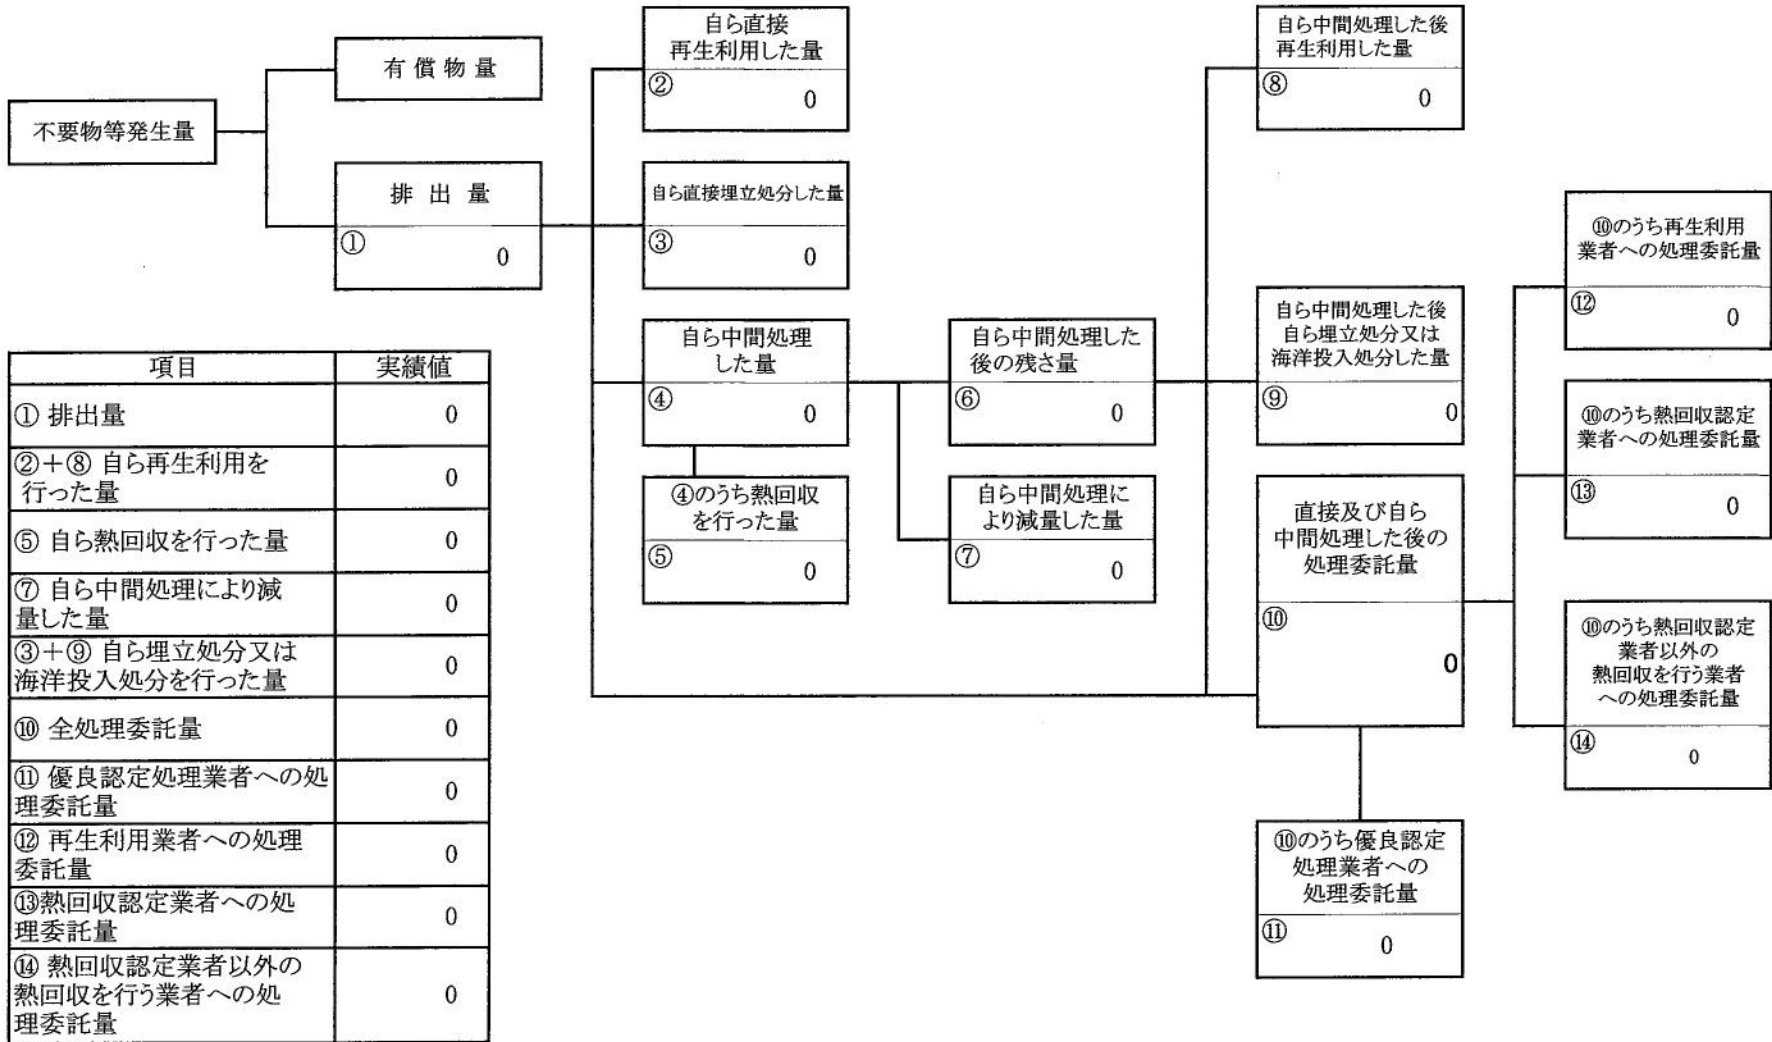 不要物等発生量
有償物量
排出量
①
0
自ら直接
再生利用した量
②
0
自ら直接埋立処分した量
③
0
自ら中間処理
した量
④
0
④のうち熱回収
を行った量
⑤
0
自ら中間処理した
後の残さ量
⑥
0
自ら中間処理に
より減量した量
⑦
0
自ら中間処理した後
再生利用した量
⑧
0
自ら中間処理した後
自ら埋立処分又は
海洋投入処分した量
⑨
0
直接及び自ら
中間処理した後の
処理委託量
⑩
0
⑩のうち優良認定
処理業者への
処理委託量
⑪
0
⑩のうち再生利用
業者への処理委託量
⑫
0
⑩のうち熱回収認定
業者への処理委託量
⑬
0
⑩のうち熱回収認定
業者以外の
熱回収を行う業者
への処理委託量
⑭
0
項目 実績値
① 排出量 0
②+⑧ 自ら再生利用を
行った量 0
⑤ 自ら熱回収を行った量 0
⑦ 自ら中間処理により減
量した量 0
③+⑨ 自ら埋立処分又は
海洋投入処分を行った量 0
⑩ 全処理委託量 0
⑪ 優良認定処理業者への処
理委託量 0
⑫ 再生利用業者への処理
委託量 0
⑬熱回収認定業者への処
理委託量 0
⑭ 熱回収認定業者以外の
熱回収を行う業者への処
理委託量 0